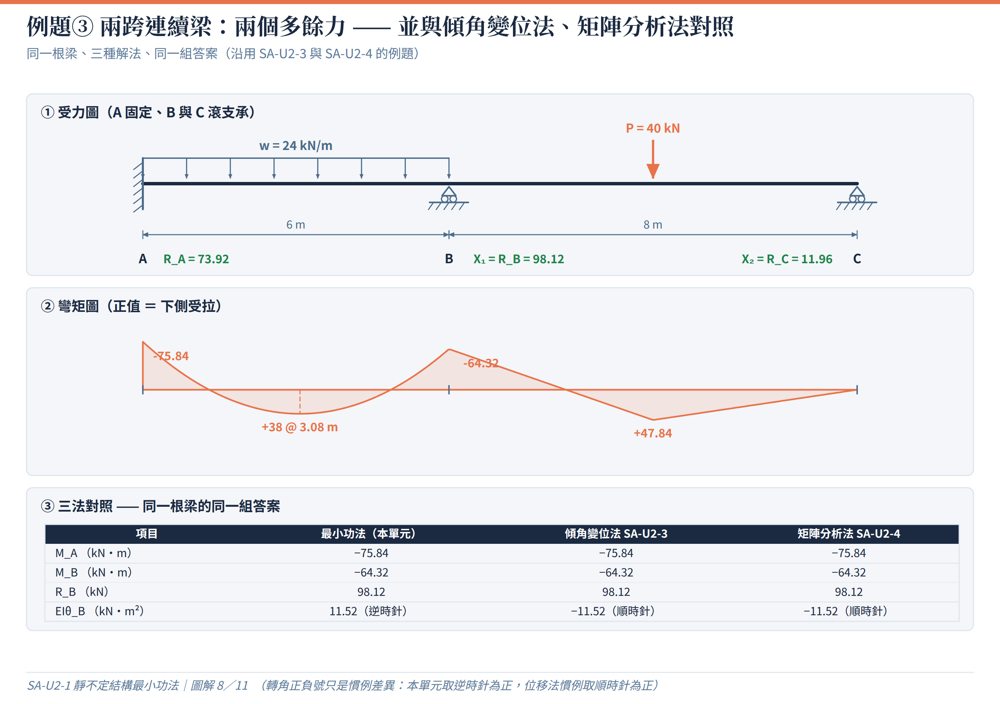 例題③ 兩跨連續梁：兩個多餘力 —— 並與傾角變位法、矩陣分析法對照
同一根梁、三種解法、同一組答案（沿用 SA-U2-3 與 SA-U2-4 的例題）
① 受力圖（A 固定、B 與 C 滾支承）
P = 40 kN
w = 24 kN/m
6 m
8 m
A R_A = 73.92 B X₁ = R_B = 98.12 X₂ = R_C = 11.96 C
② 彎矩圖（正值 ＝ 下側受拉）
-75.84
-64.32
+38 @ 3.08 m
+47.84
③ 三法對照 —— 同一根梁的同一組答案
項目 最小功法（本單元） 傾角變位法 SA-U2-3 矩陣分析法 SA-U2-4
M_A （kN・m） −75.84 −75.84 −75.84
M_B （kN・m） −64.32 −64.32 −64.32
R_B （kN） 98.12 98.12 98.12
EIθ_B （kN・m²） 11.52（逆時針） −11.52（順時針） −11.52（順時針）
SA-U2-1 靜不定結構最小功法｜圖解 8／11 （轉角正負號只是慣例差異：本單元取逆時針為正，位移法慣例取順時針為正）